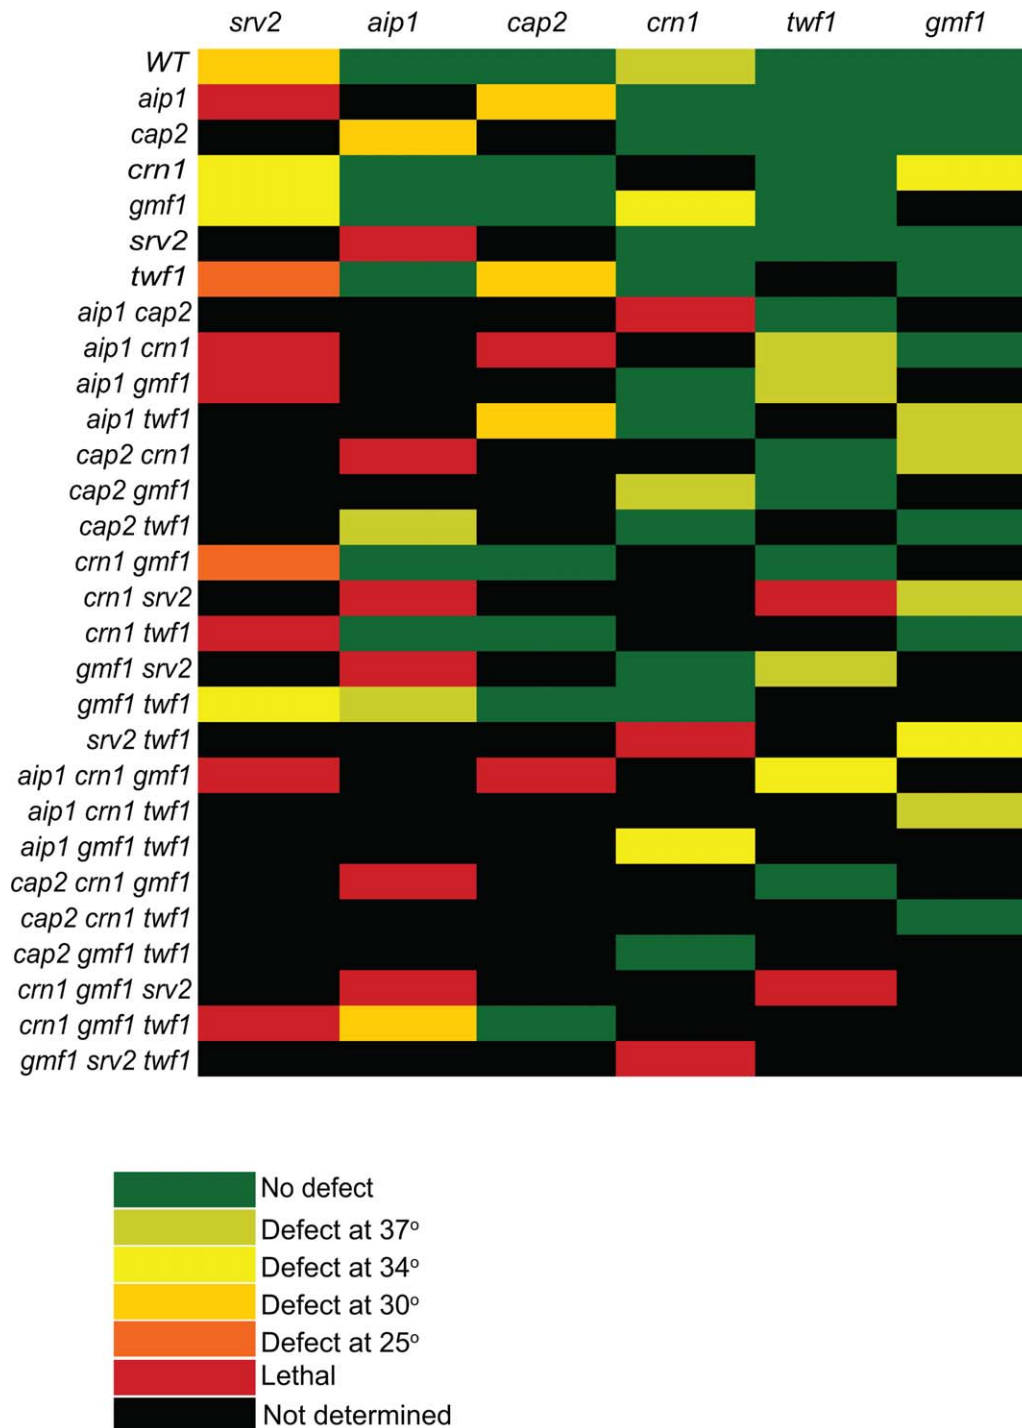 srv2 aip1 cap2 crn1 twf1 gmf1
WT
aip1
cap2
crn1
gmf1
srv2
twf1
aip1 cap2
aip1 crn1
aip1 gmf1
aip1 twf1
cap2 crn1
cap2 gmf1
cap2 twf1
crn1 gmf1
crn1 srv2
crn1 twf1
gmf1 srv2
gmf1 twf1
srv2 twf1
aip1 crn1 gmf1
aip1 crn1 twf1
aip1 gmf1 twf1
cap2 crn1 gmf1
cap2 crn1 twf1
cap2 gmf1 twf1
crn1 gmf1 srv2
crn1 gmf1 twf1
gmf1 srv2 twf1
No defect
Defect at 37º
Defect at 34º
Defect at 30º
Defect at 25º
Lethal
Not determined